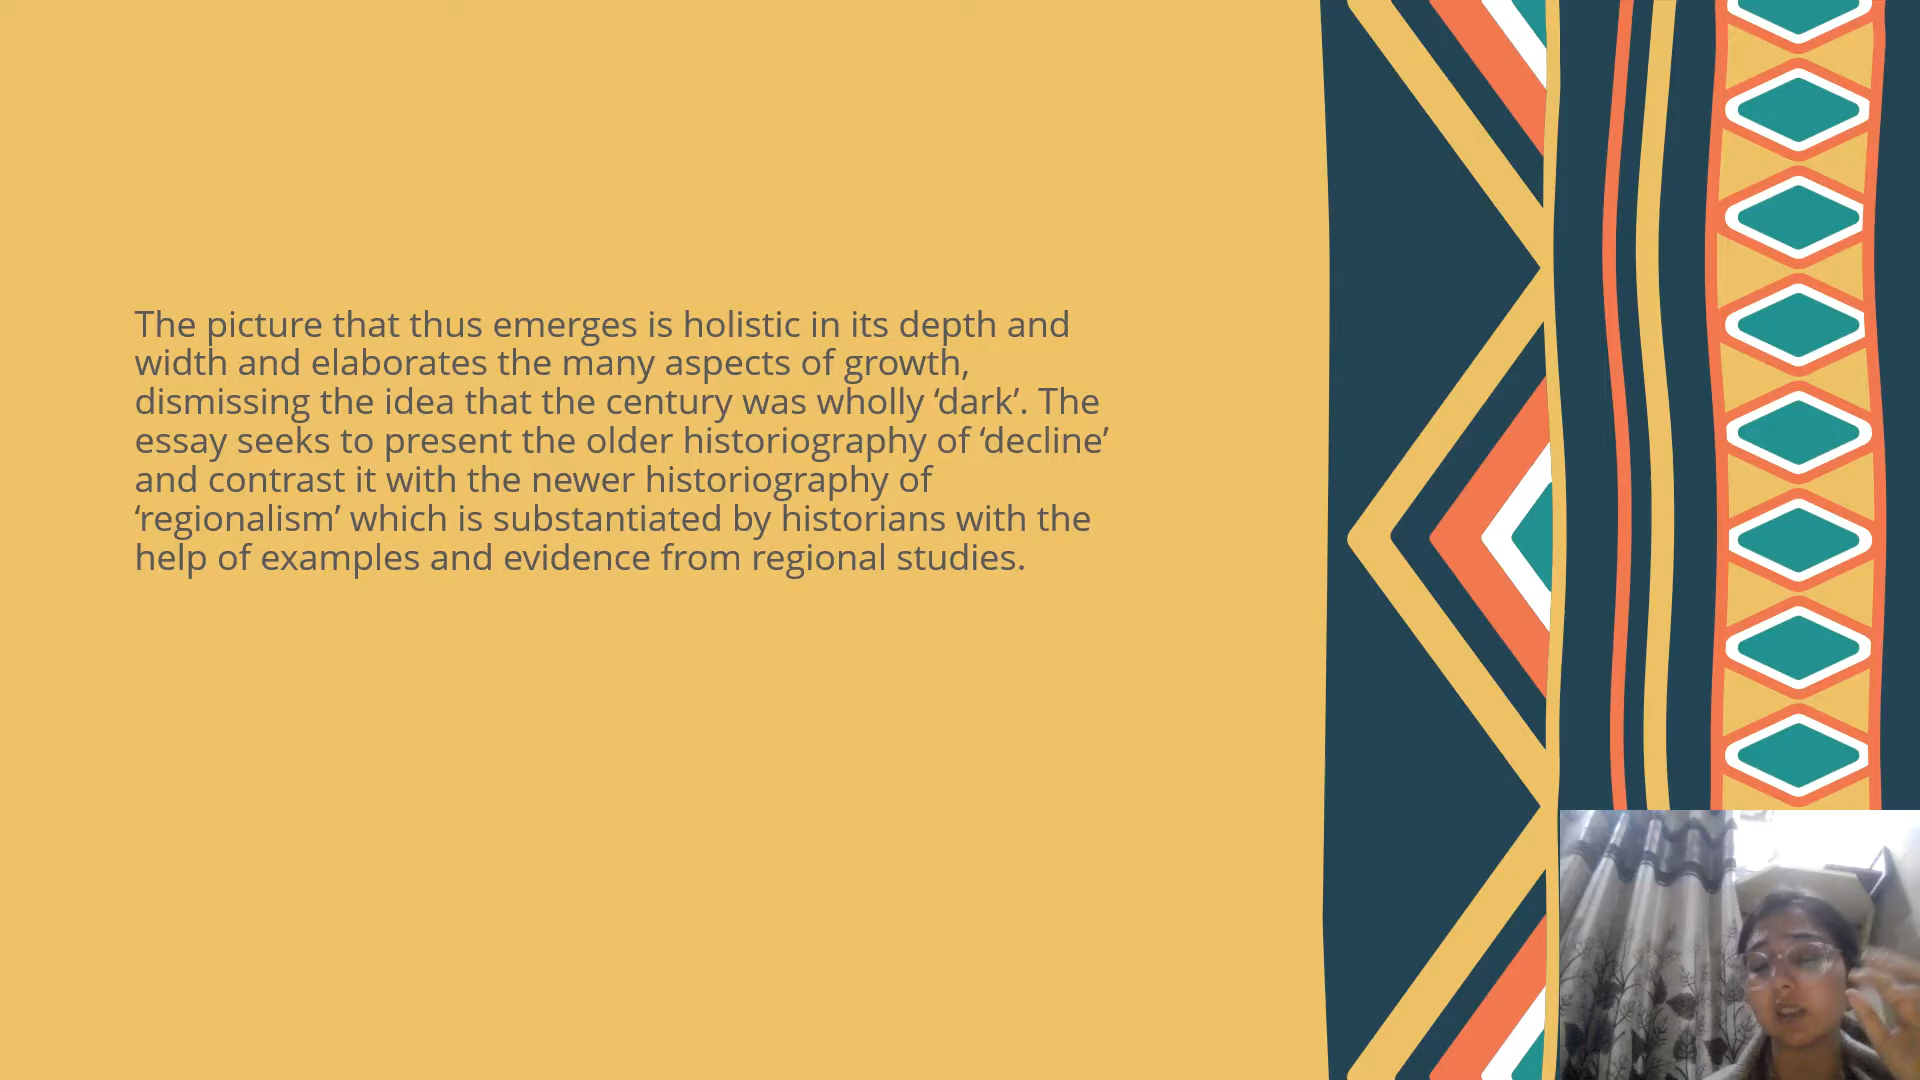 The picture that thus emerges is holistic in its depth and
width and elaborates the many aspects of growth,
dismissing the idea that the century was wholly ‘dark’. The
essay seeks to present the older historiography of ‘decline’
and contrast it with the newer historiography of
‘regionalism’ which is substantiated by historians with the
help of examples and evidence from regional studies.